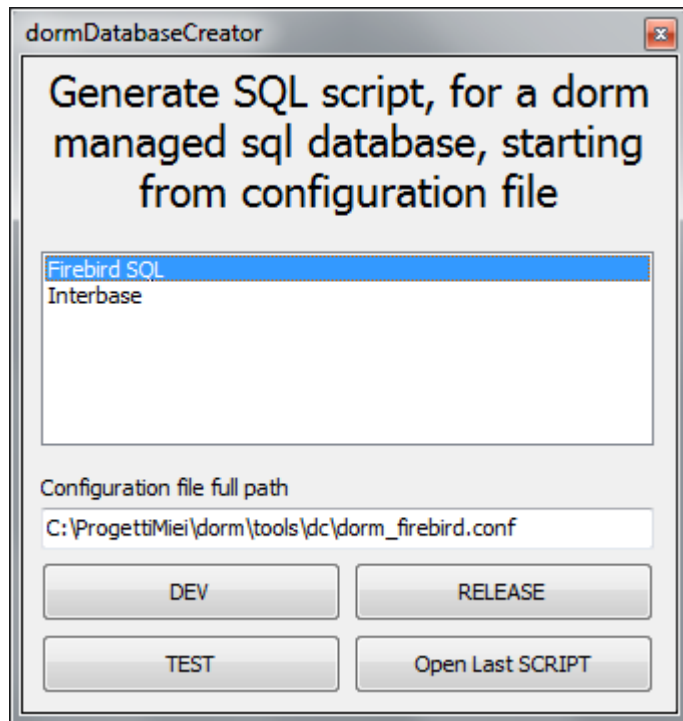 dormDatabaseCreator
Generate SQL script, for a dorm
managed sql database, starting
from configuration file
Firebird SQL
Interbase
Configuration file full path
C:\ProgettiMiei\dorm\tools\dc\dorm_firebird.conf
DEV
RELEASE
TEST
Open Last SCRIPT